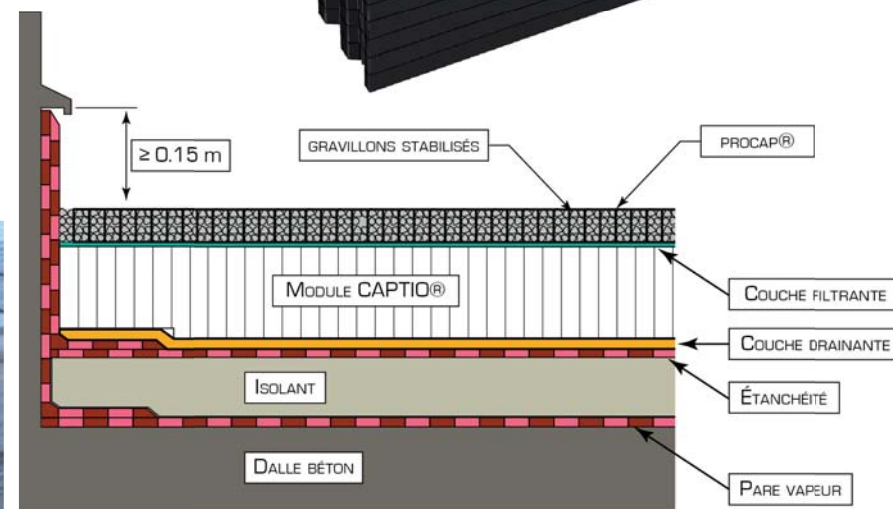 ≥ 0.15 m
GRAVILLONS STABILISÉS
PROCAP®
MODULE CAPTIO®
COUCHE FILTRANTE
COUCHE DRAINANTE
ISOLANT
ÉTANCHÉITÉ
DALLE BÉTON
PARE VAPEUR